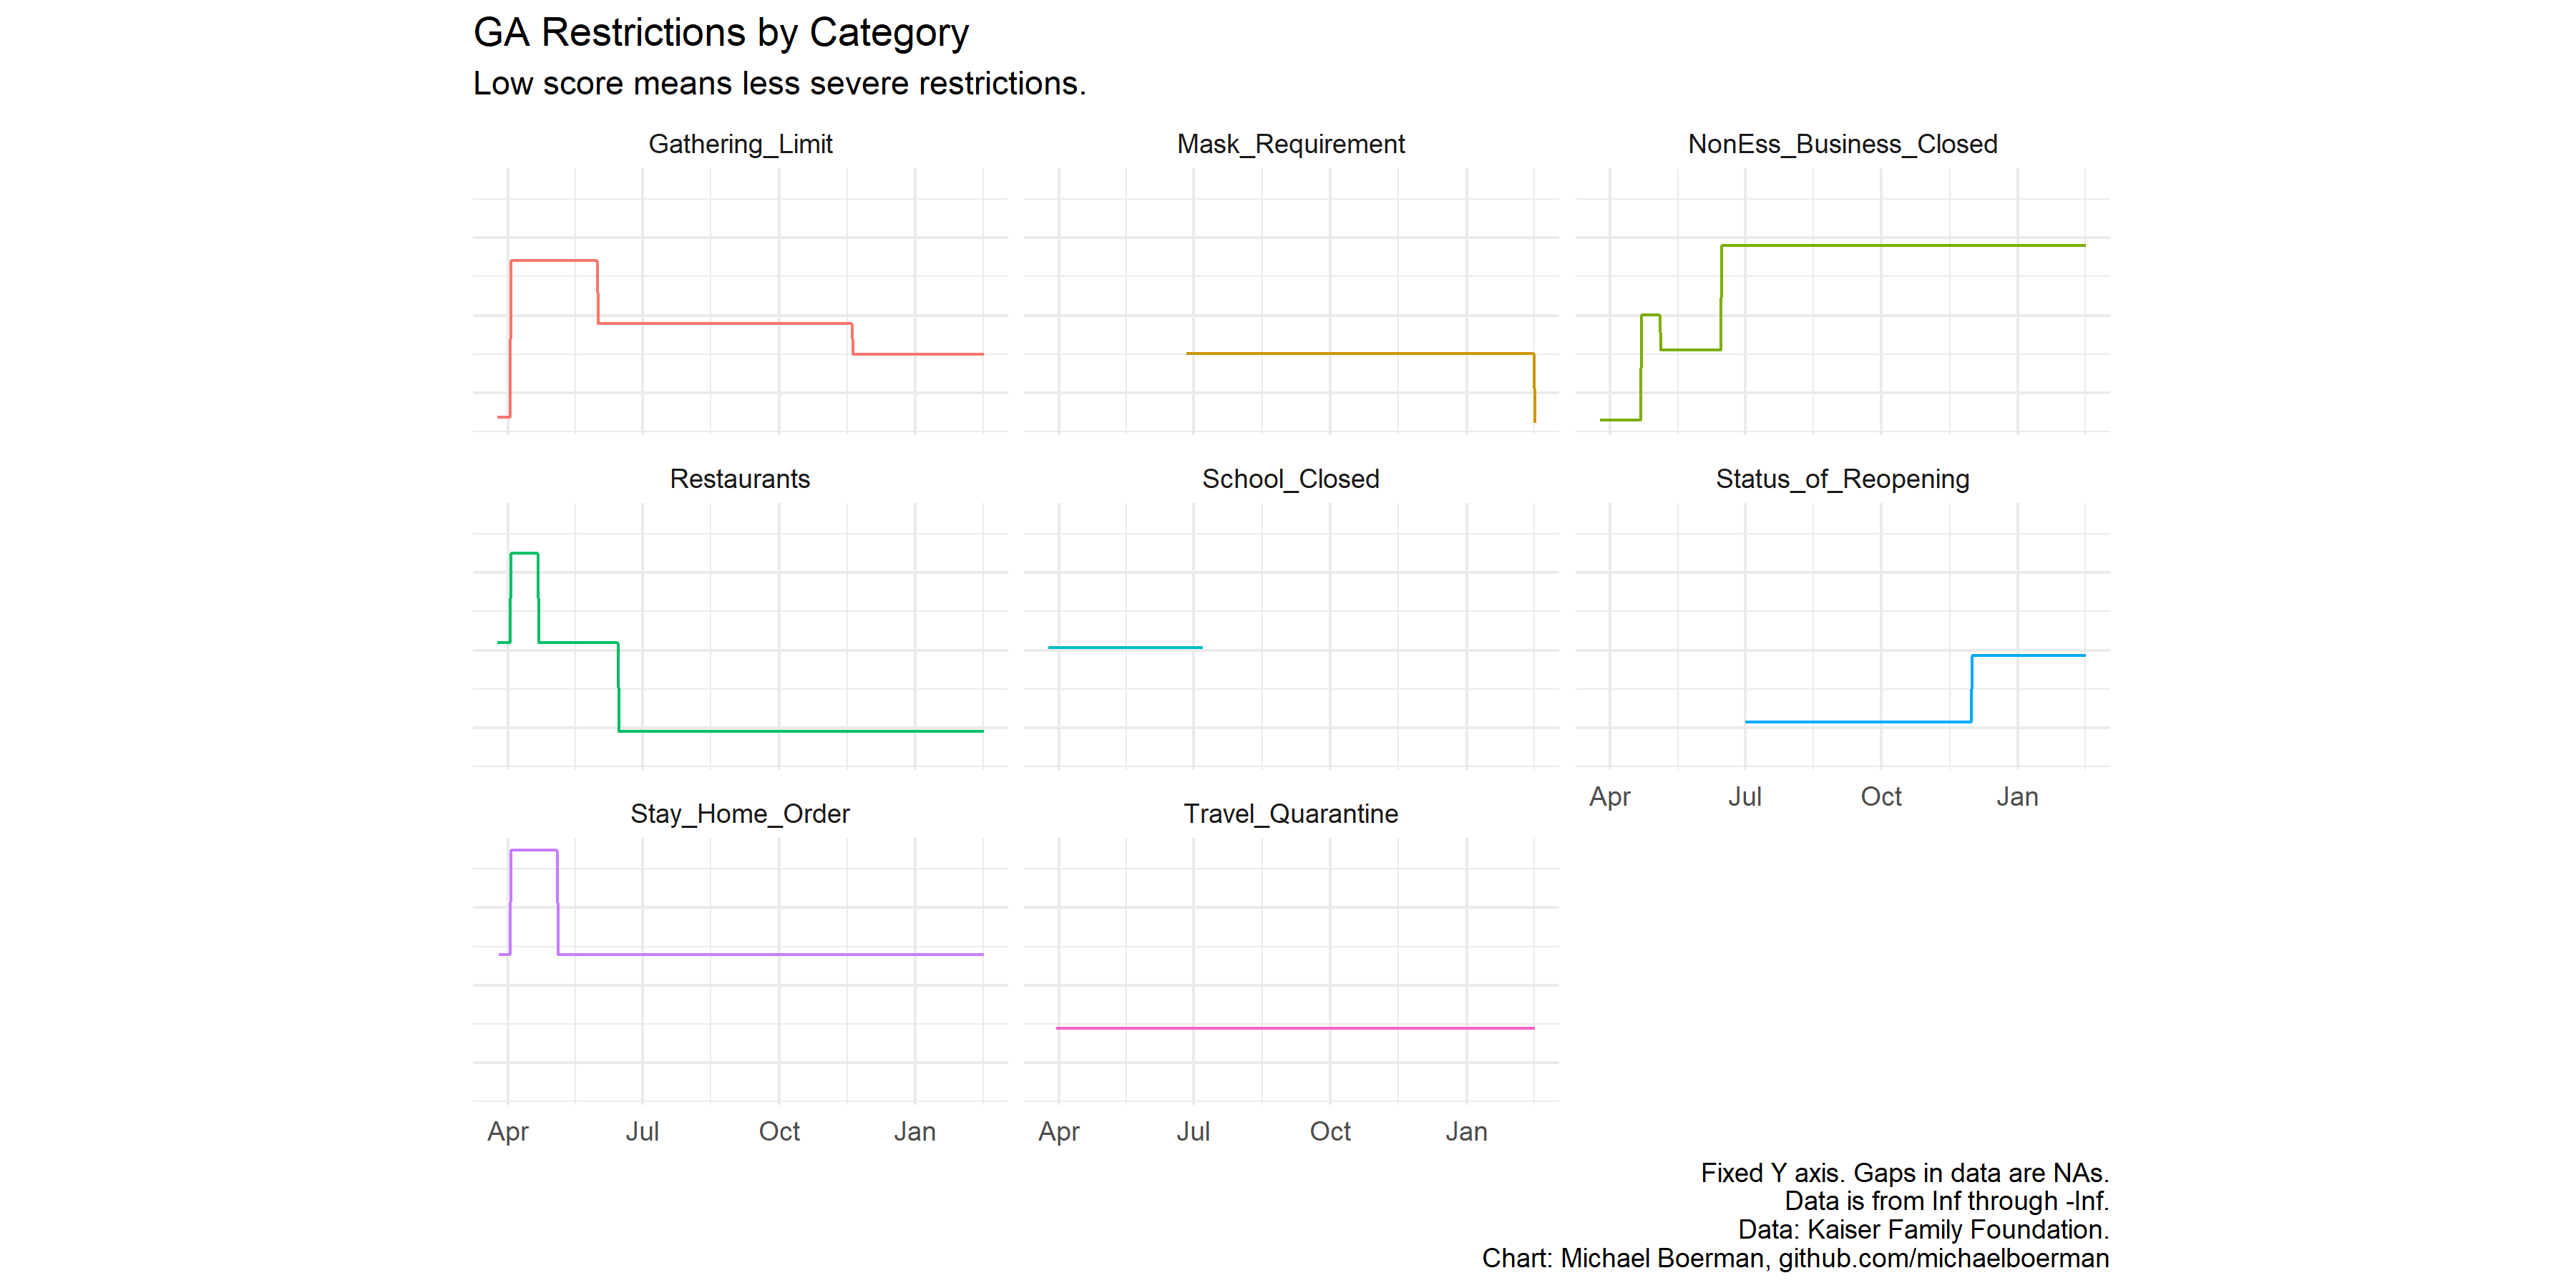 GA Restrictions by Category
Low score means less severe restrictions.
Gathering_Limit
Mask_Requirement
NonEss_Business_Closed
Restaurants
School_Closed
Status_of_Reopening
Apr Jul Oct Jan
Stay_Home_Order
Travel_Quarantine
Apr Jul Oct Jan
Apr Jul Oct Jan
Fixed Y axis. Gaps in data are NAs.
Data is from Inf through -Inf.
Data: Kaiser Family Foundation.
Chart: Michael Boerman, github.com/michaelboerman